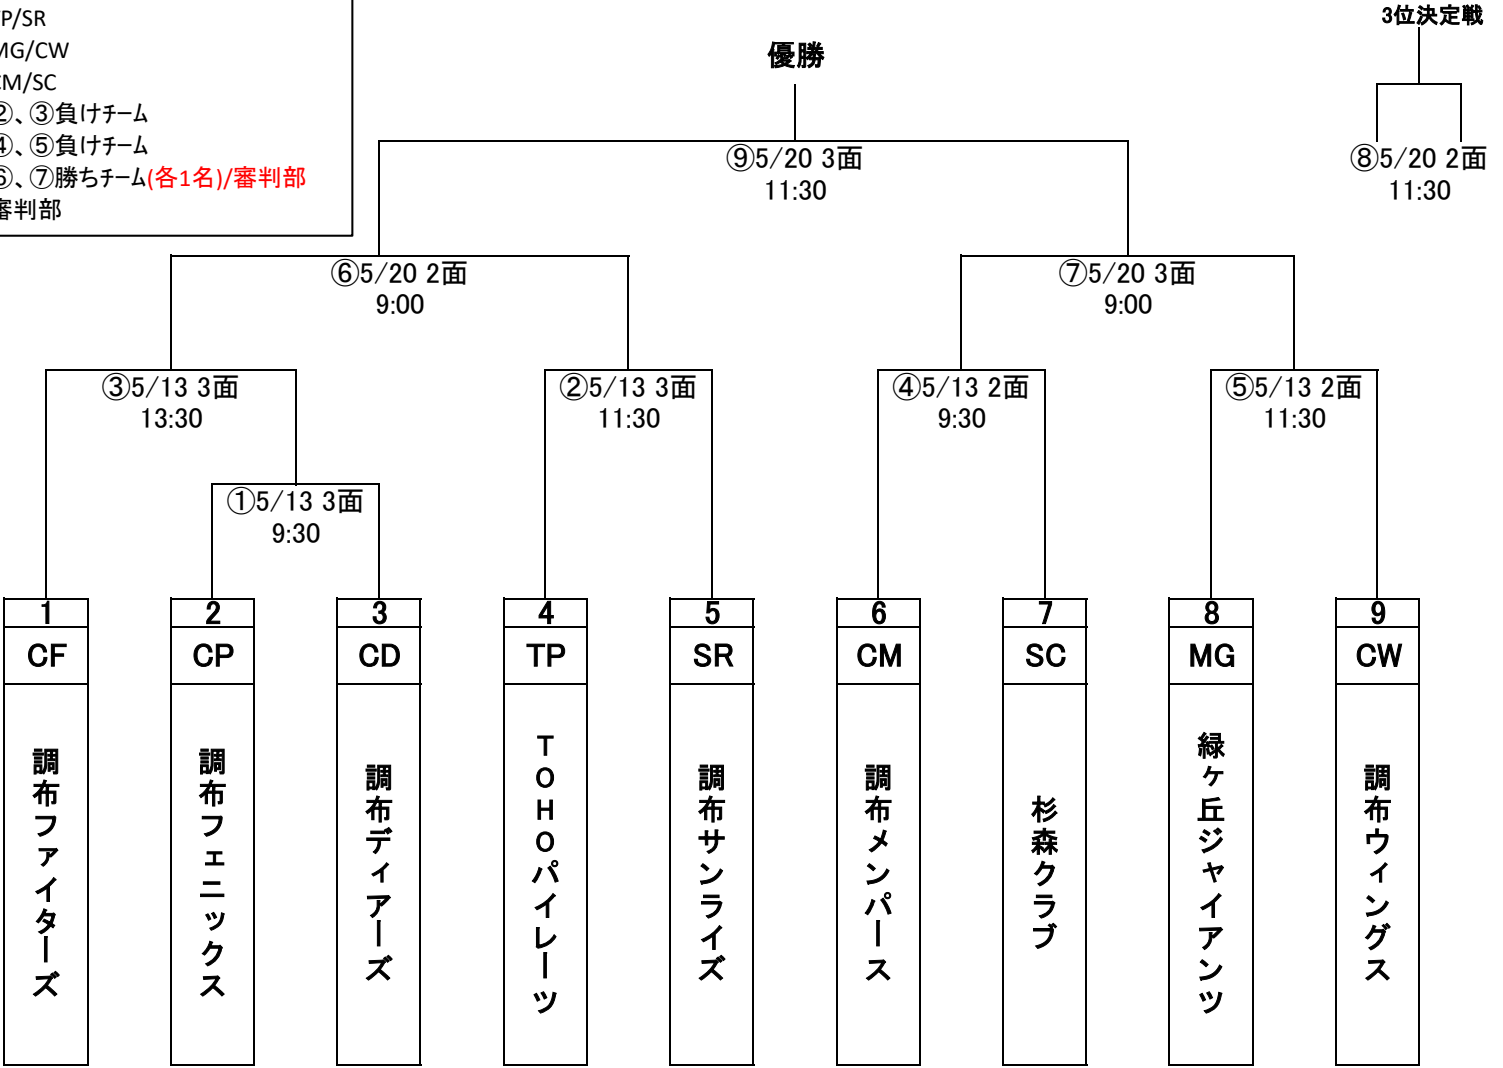 P/SR
MG/CW
CM/SC
②、③負けチーム
④、⑤負けチーム
⑥、⑦勝ちチーム(各1名)/審判部
審判部
3位決定戦
優勝
⑨5/20 3面
11:30
⑧5/20 2面
11:30
⑥5/20 2面
9:00
⑦5/20 3面
9:00
③5/13 3面
13:30
②5/13 3面
11:30
④5/13 2面
9:30
⑤5/13 2面
11:30
①5/13 3面
9:30
1 2 3 4 5 6 7 8 9
CF CP CD TP SR CM SC MG CW
調布ファイターズ
調布フェニックス
調布ディアーズ
TOHOパイレーツ
調布サンライズ
調布メンパース
杉森クラブ
緑ヶ丘ジャイアンツ
調布ウィングス